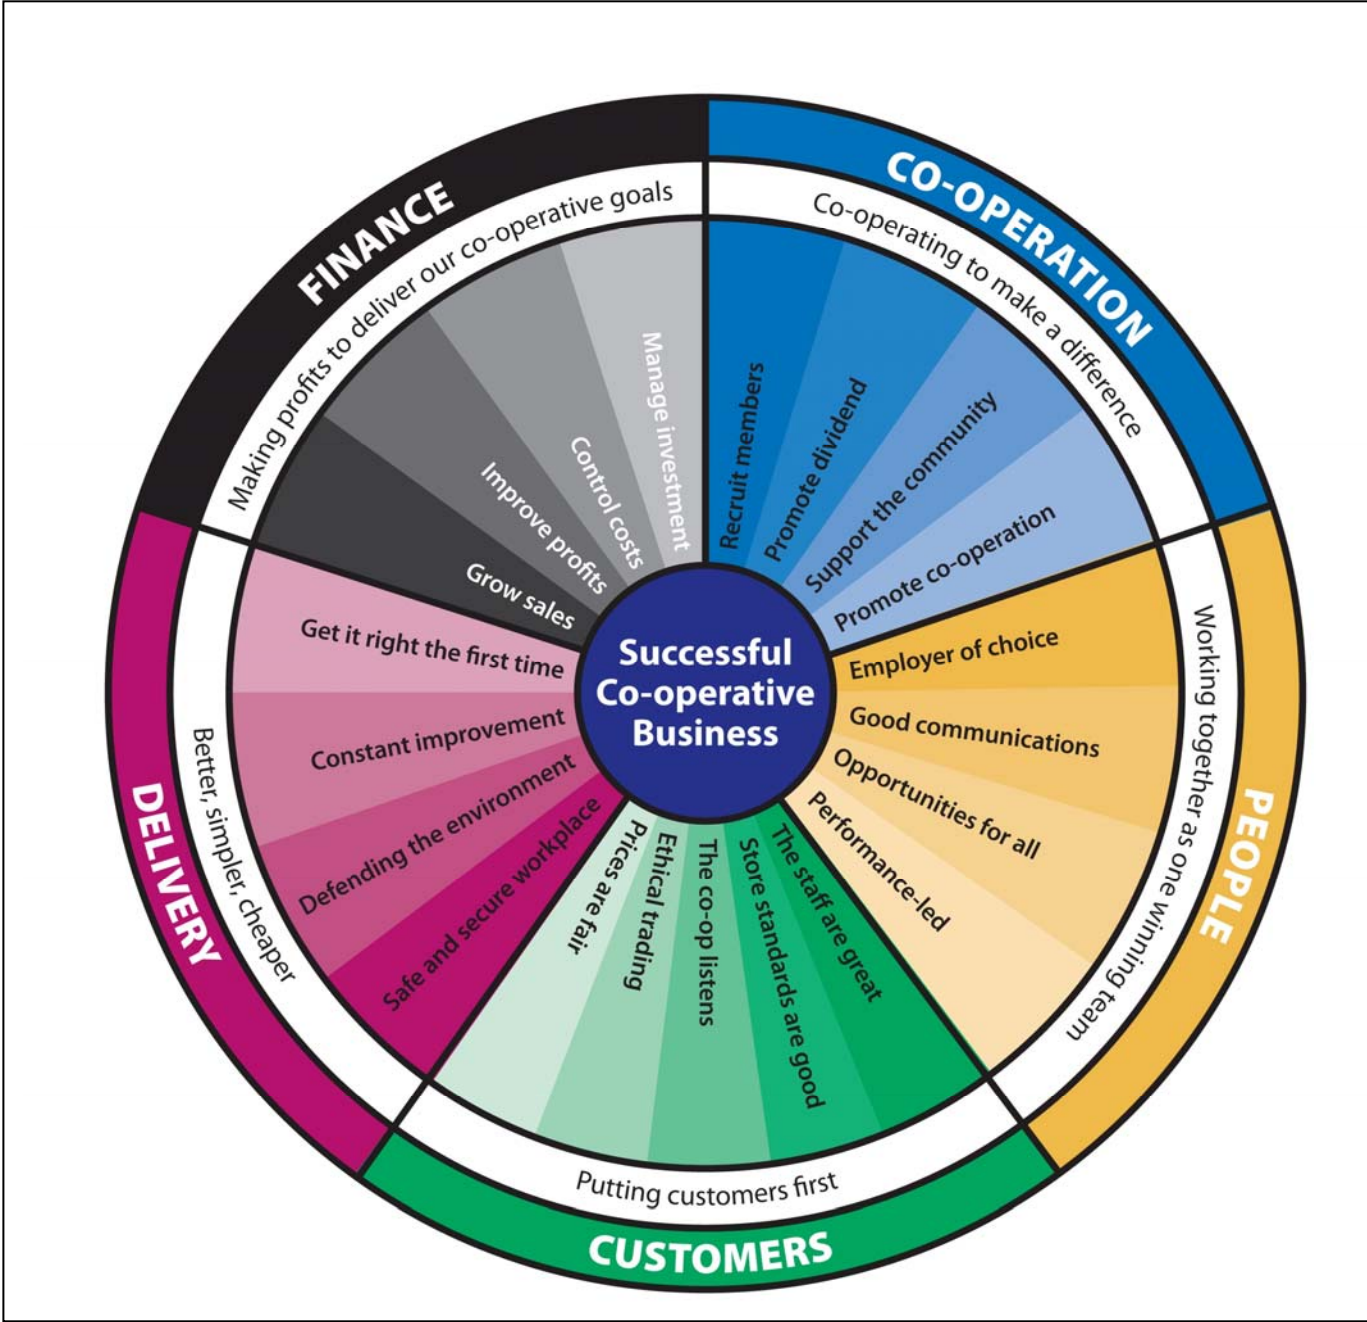 Successful
Co-operative
Business
CO-OPERATION
Co-operating to make a difference
Recruit members
Promote dividend
Support the community
Promote co-operation
PEOPLE
Working together as one winning team
Employer of choice
Good communications
Opportunities for all
Performance-led
CUSTOMERS
Putting customers first
The staff are great
Store standards are good
The co-op listens
Ethical trading
Prices are fair
DELIVERY
Better, simpler, cheaper
Safe and secure workplace
Defending the environment
Constant improvement
Get it right the first time
FINANCE
Making profits to deliver our co-operative goals
Grow sales
Improve profits
Control costs
Manage investment